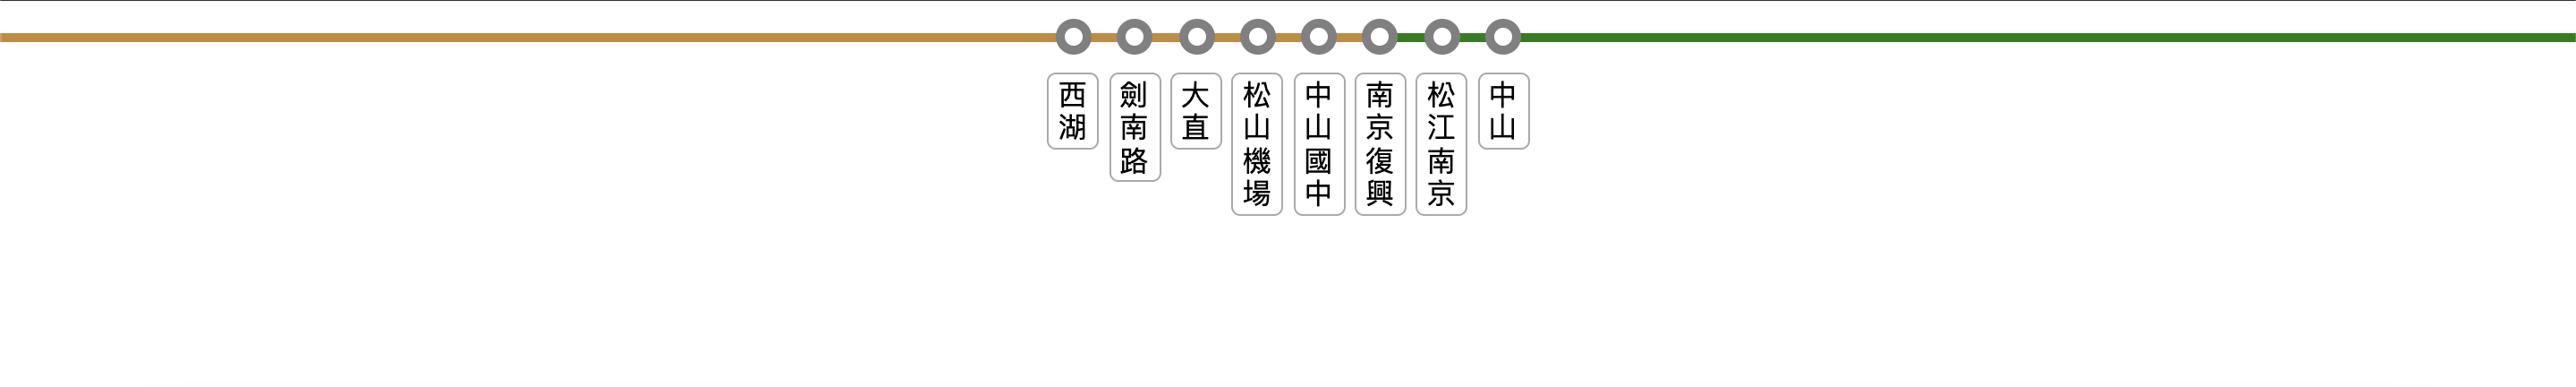 西湖
劍南路
大直
松山機場
中山國中
南京復興
松江南京
中山